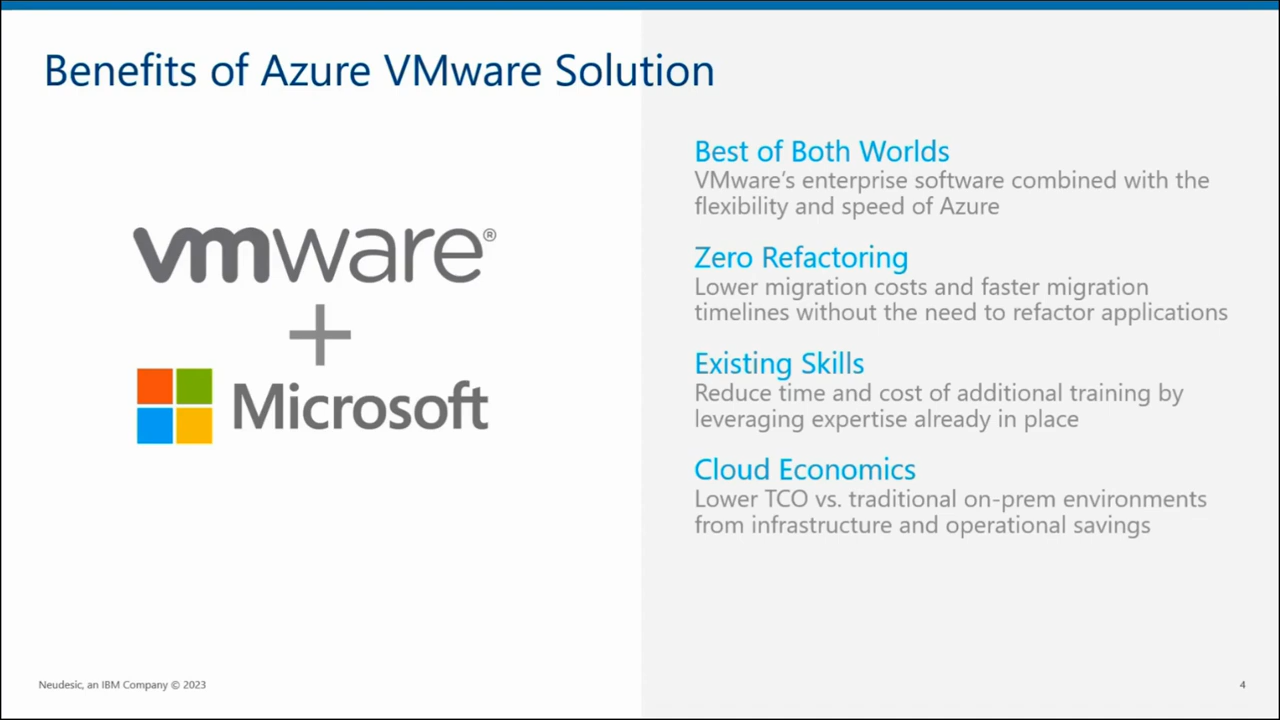 Benefits of Azure VMware Solution
vmware®
+
Microsoft
Best of Both Worlds
VMware's enterprise software combined with the
flexibility and speed of Azure
Zero Refactoring
Lower migration costs and faster migration
timelines without the need to refactor applications
Existing Skills
Reduce time and cost of additional training by
leveraging expertise already in place
Cloud Economics
Lower TCO vs. traditional on-prem environments
from infrastructure and operational savings
Neudesic, an IBM Company © 2023
4